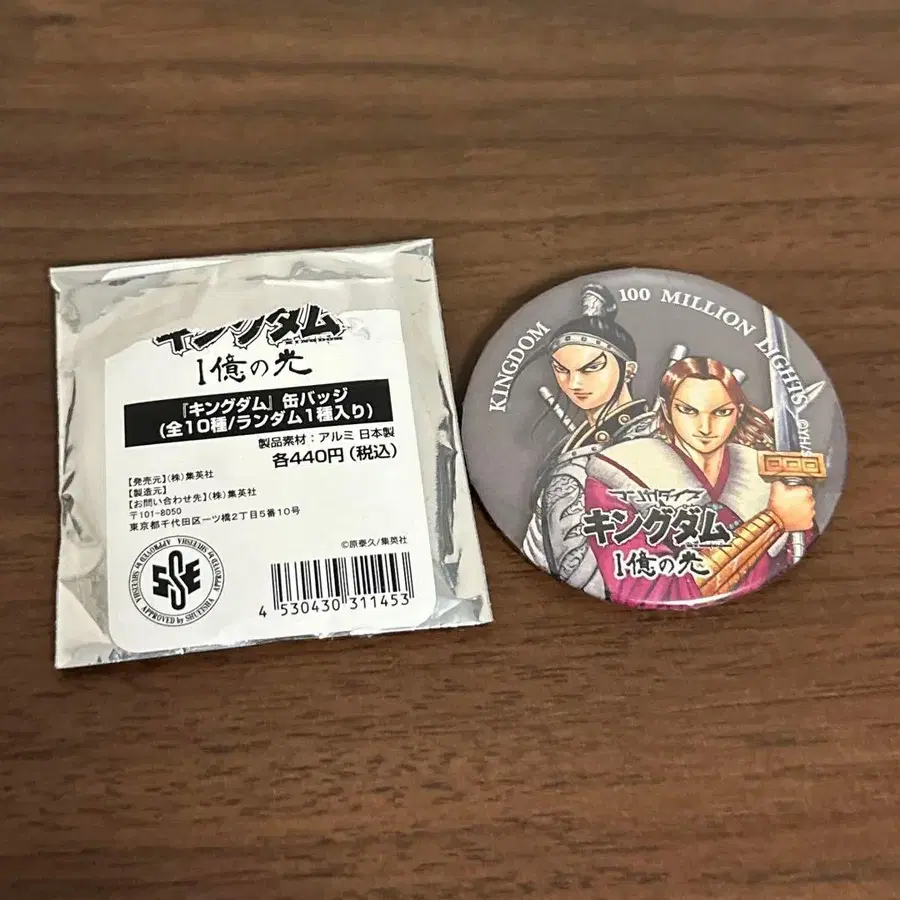 キングダム
1億の光
『キングダム』缶バッジ
(全10種/ランダム1種入り)
製品素材:アルミ 日本製
各440円(税込)
【発売元】(株)集英社
【製造元】
【お問い合わせ先】(株)集英社
〒101-8050
東京都千代田区一ツ橋2丁目5番10号
©原泰久/集英社
APPROVED by SHUEISHA
APPROVED by SHUEISHA
4 530430 311453
KINGDOM 100 MILLION LIGHTS
©YH/S
キングダム
1億の光